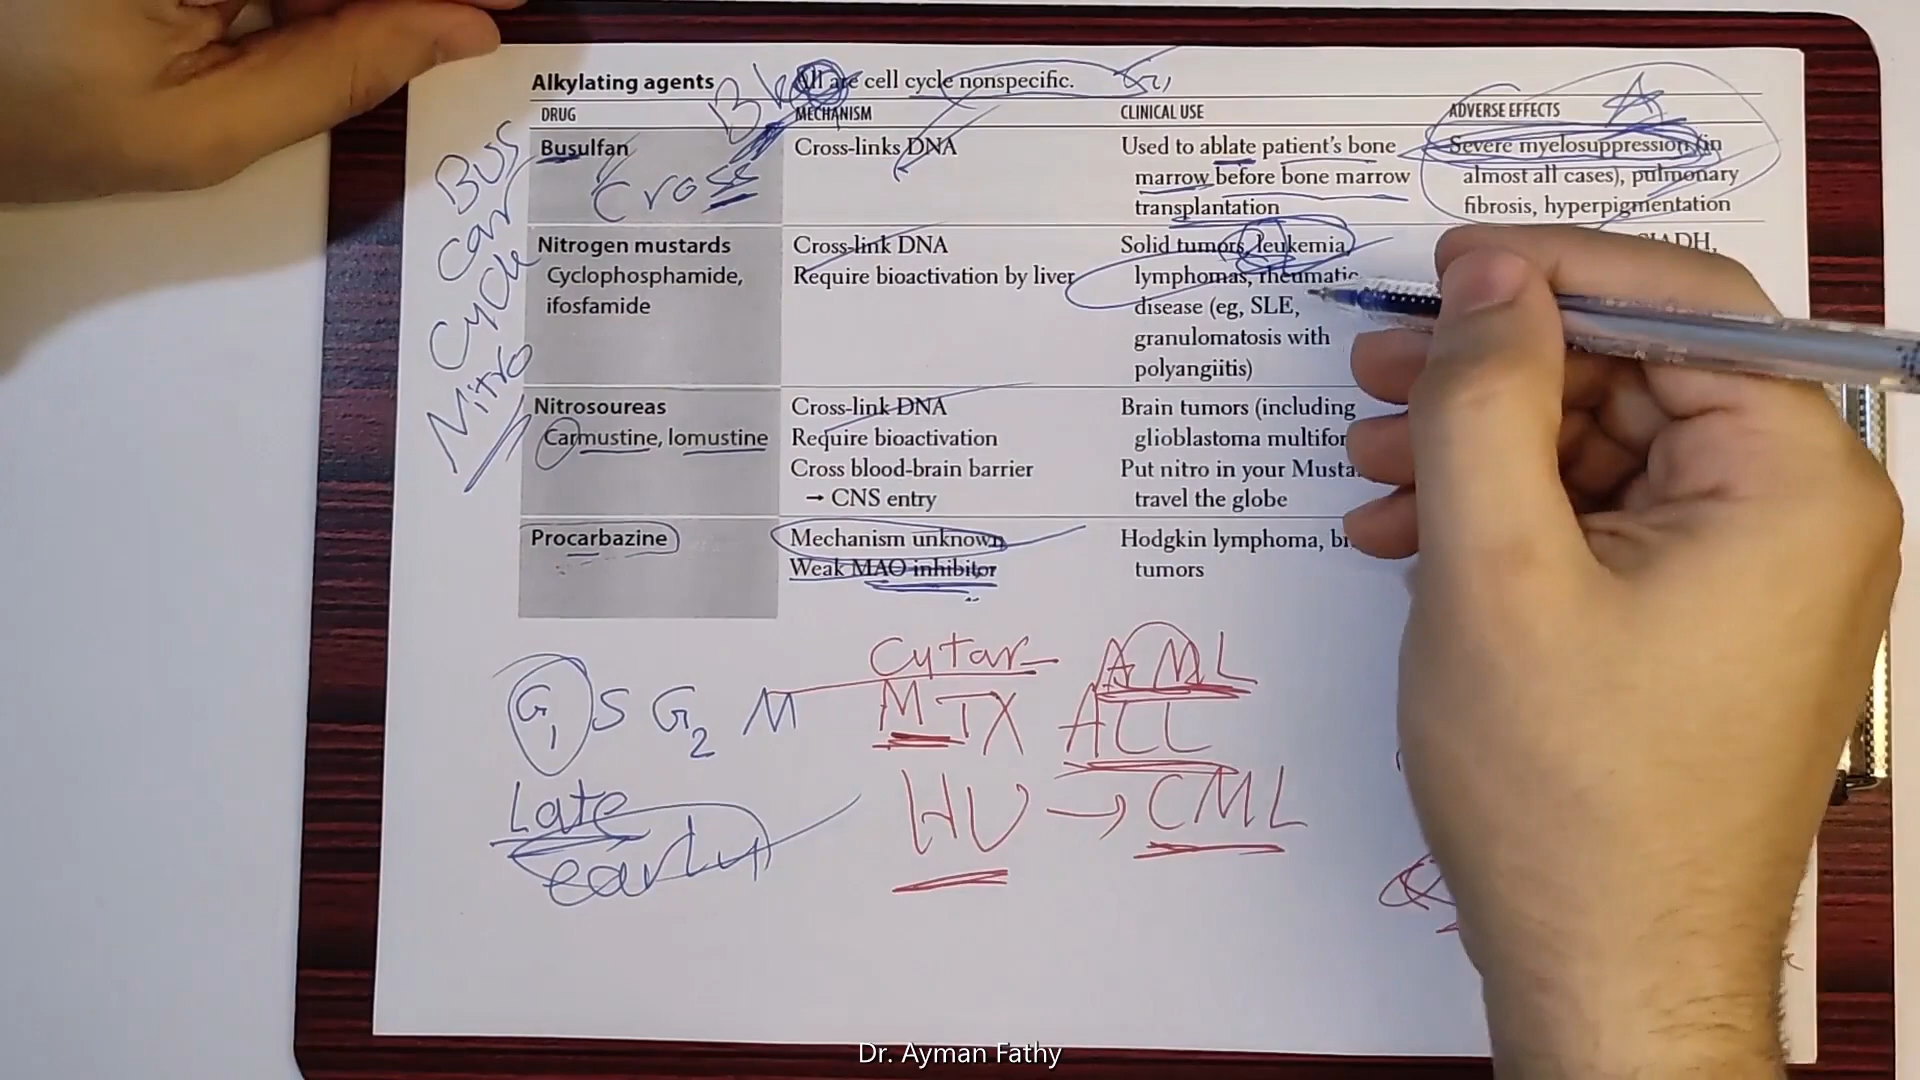 Alkylating agents All are cell cycle nonspecific.
DRUG MECHANISM CLINICAL USE ADVERSE EFFECTS
Busulfan Cross-links DNA Used to ablate patient's bone Severe myelosuppression (in
marrow before bone marrow almost all cases), pulmonary
transplantation fibrosis, hyperpigmentation
Cross
Bus
Car
Cycle
Nitro
Nitrogen mustards Cross-link DNA Solid tumors, leukemia,
Cyclophosphamide, Require bioactivation by liver lymphomas, rheumatic
ifosfamide disease (eg, SLE,
granulomatosis with
polyangiitis)
Nitrosoureas Cross-link DNA Brain tumors (including
Carmustine, lomustine Require bioactivation glioblastoma
Cross blood-brain barrier Put nitro in your
→ CNS entry travel the globe
Procarbazine Mechanism unknown Hodgkin lymphoma,
Weak MAO inhibitor tumors
G1 S G2 M
Late
early
Cytar AML
MTX ALL
HU → CML
Dr. Ayman Fathy